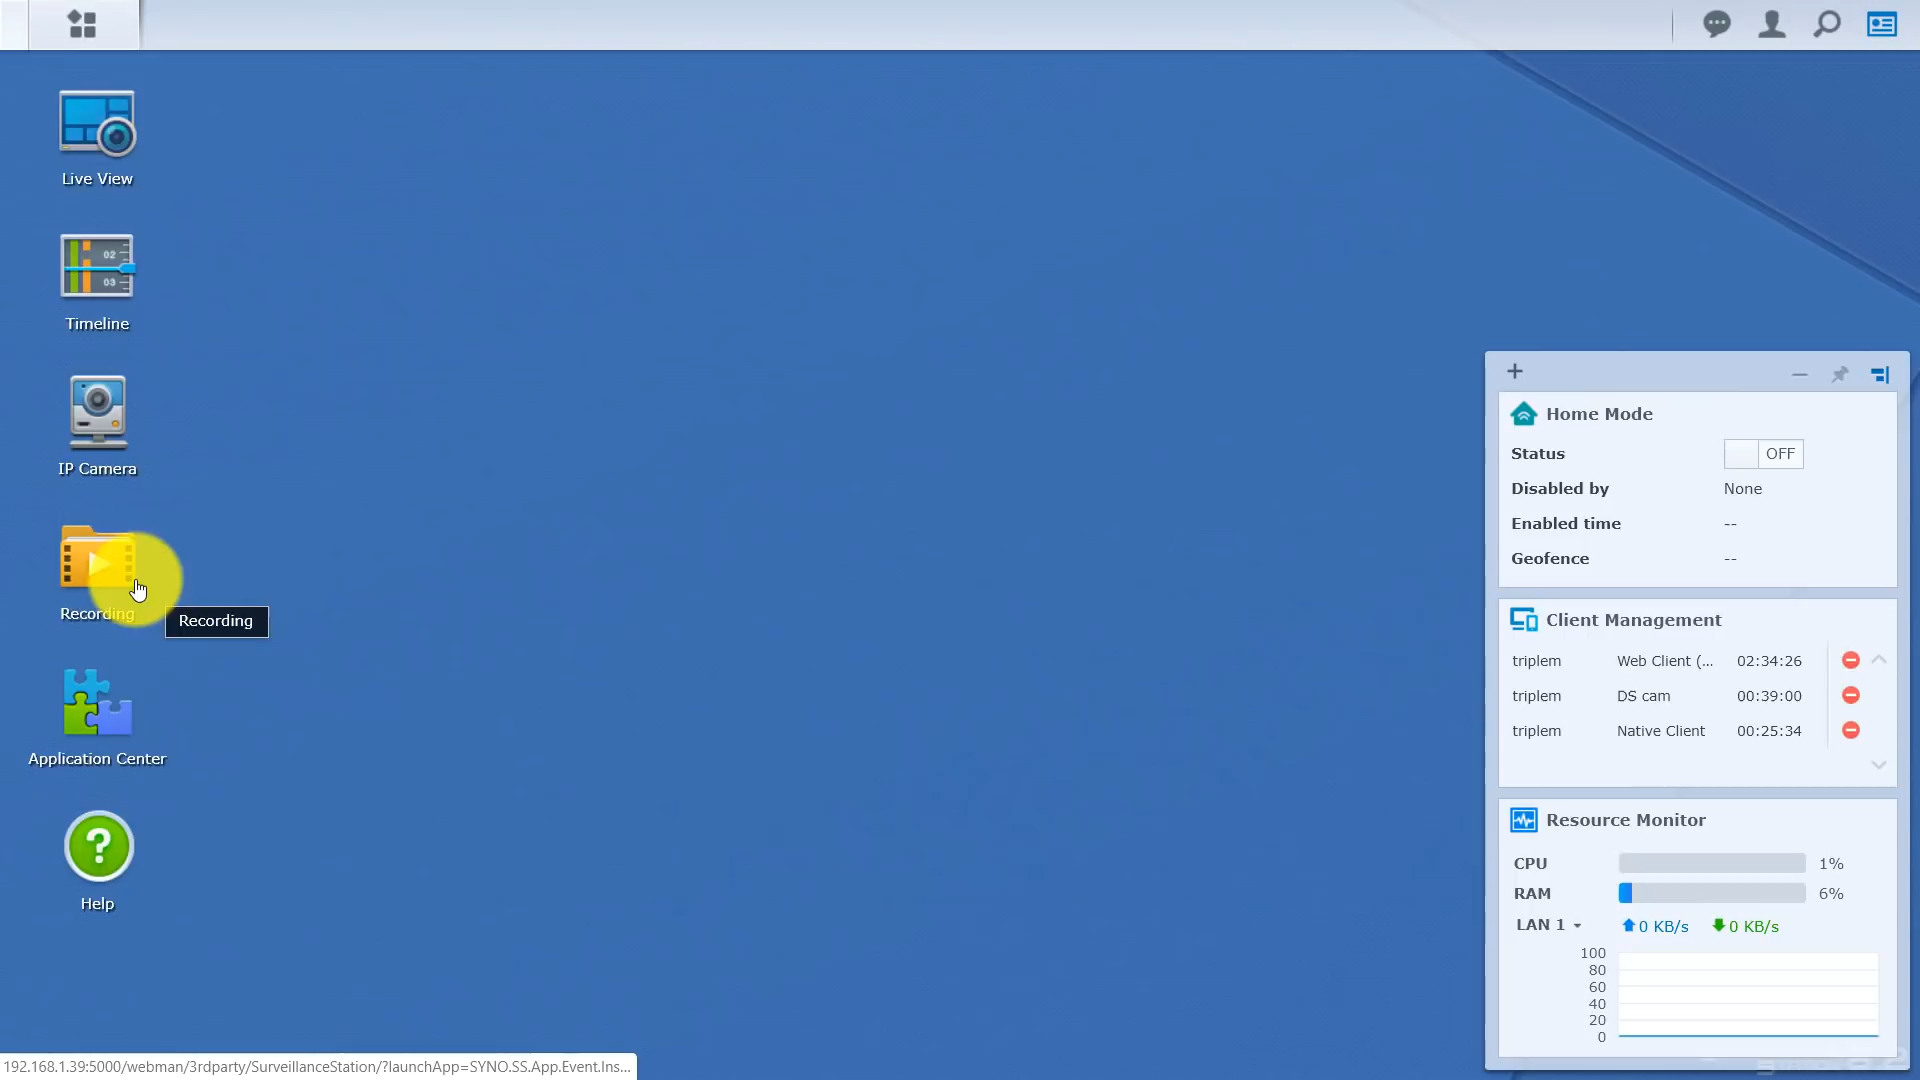 Live View
02
03
Timeline
IP Camera
Recording
Recording
Application Center
?
Help
Home Mode
Status OFF
Disabled by None
Enabled time --
Geofence --
Client Management
triplem Web Client (... 02:34:26
triplem DS cam 00:39:00
triplem Native Client 00:25:34
Resource Monitor
CPU 1%
RAM 6%
LAN 1 0 KB/s 0 KB/s
100
80
60
40
20
0
192.168.1.39:5000/webman/3rdparty/SurveillanceStation/?launchApp=SYNO.SS.App.Event.Ins...